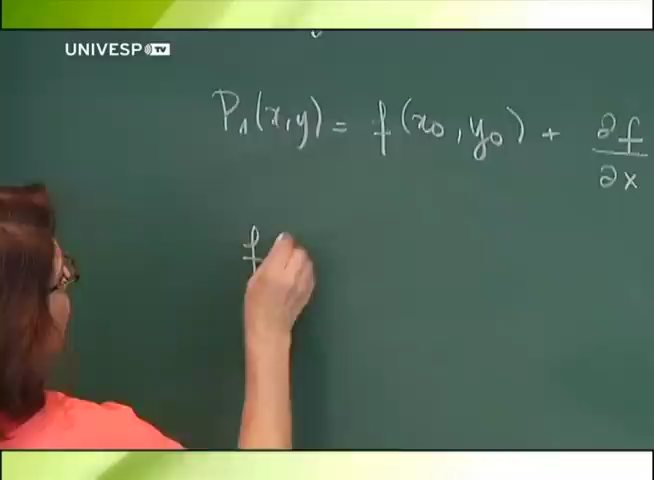 UNIVESP TV
P₁(x,y) = f(x₀,y₀) + ∂f/∂x
f